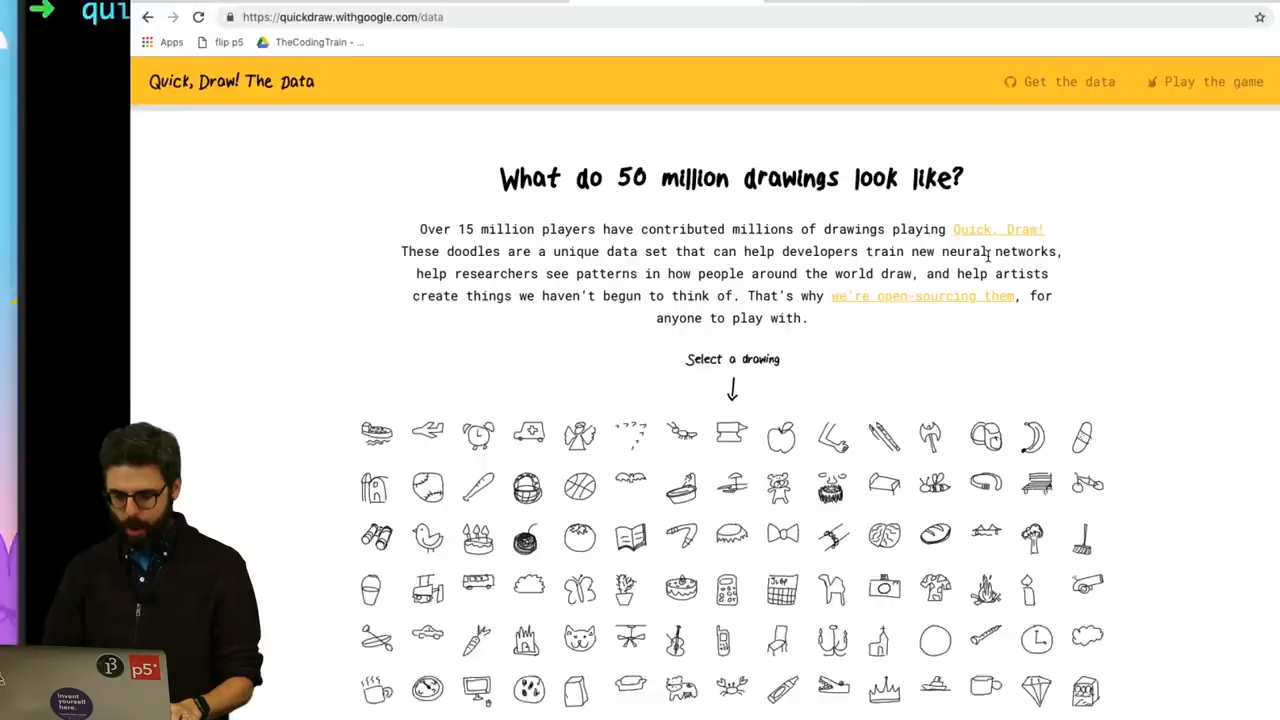 qui
https://quickdraw.withgoogle.com/data
Apps flip p5 TheCodingTrain - ...
Quick, Draw! The Data
Get the data
Play the game
What do 50 million drawings look like?
Over 15 million players have contributed millions of drawings playing Quick, Draw!
These doodles are a unique data set that can help developers train new neural networks,
help researchers see patterns in how people around the world draw, and help artists
create things we haven't begun to think of. That's why we're open-sourcing them, for
anyone to play with.
Select a drawing
p5*
Invent
yourself
here.